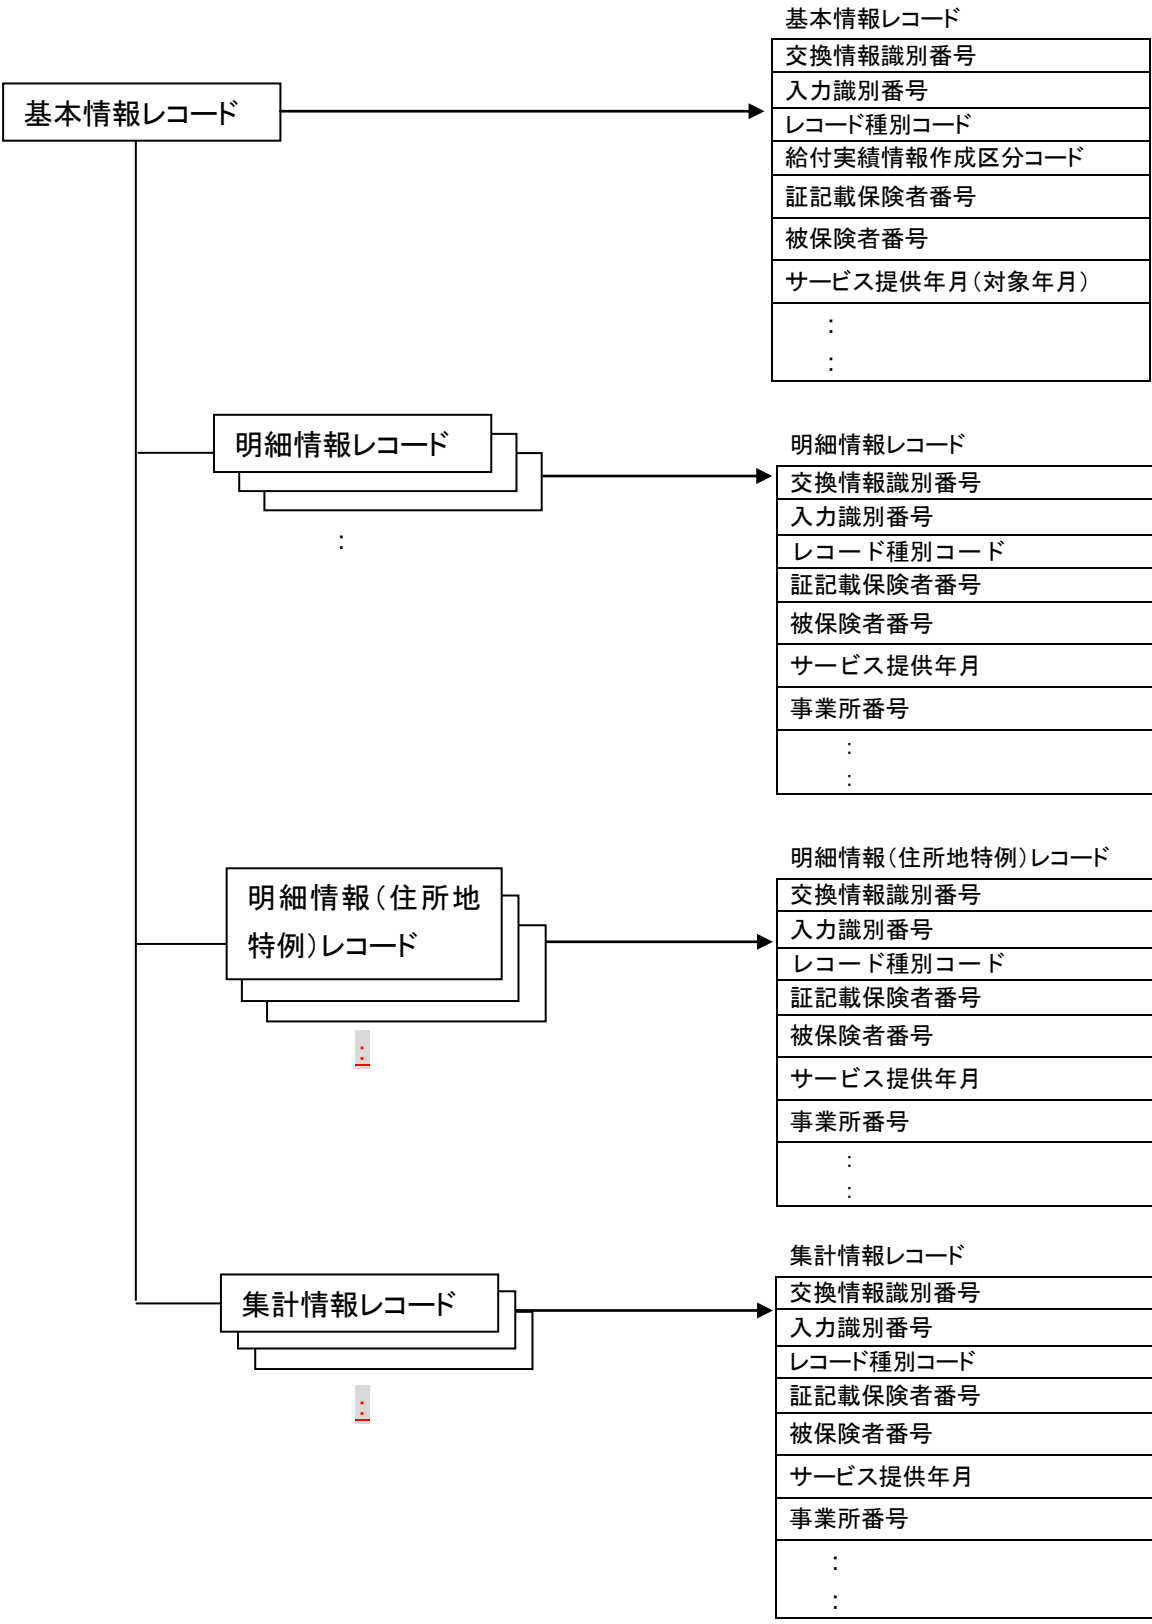 基本情報レコード
基本情報レコード
交換情報識別番号
入力識別番号
レコード種別コード
給付実績情報作成区分コード
証記載保険者番号
被保険者番号
サービス提供年月（対象年月）
：
：
明細情報レコード
：
明細情報レコード
交換情報識別番号
入力識別番号
レコード種別コード
証記載保険者番号
被保険者番号
サービス提供年月
事業所番号
：
：
明細情報（住所地
特例）レコード
：
明細情報（住所地特例）レコード
交換情報識別番号
入力識別番号
レコード種別コード
証記載保険者番号
被保険者番号
サービス提供年月
事業所番号
：
：
集計情報レコード
：
集計情報レコード
交換情報識別番号
入力識別番号
レコード種別コード
証記載保険者番号
被保険者番号
サービス提供年月
事業所番号
：
：